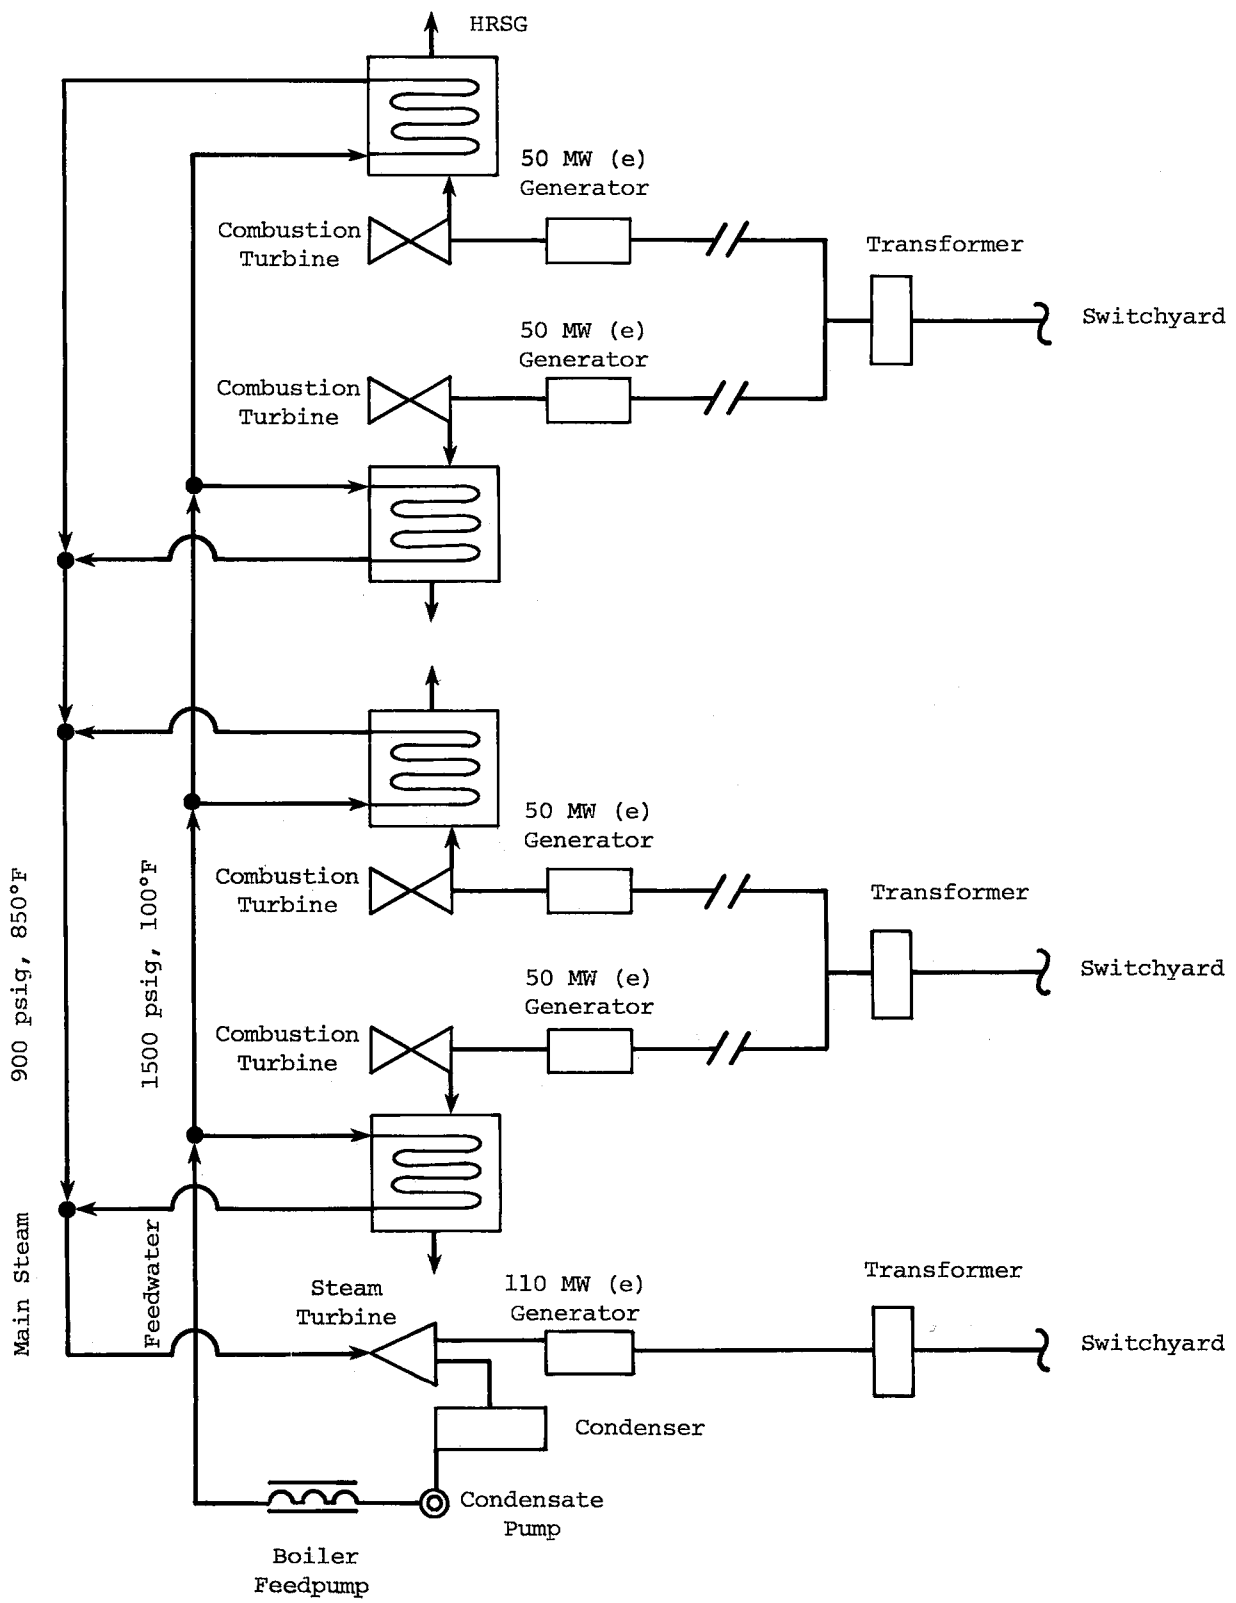 HRSG
50 MW (e)
Generator
Combustion
Turbine
Transformer
Switchyard
50 MW (e)
Generator
Combustion
Turbine
50 MW (e)
Generator
Combustion
Turbine
Transformer
Switchyard
50 MW (e)
Generator
Combustion
Turbine
900 psig, 850°F
1500 psig, 100°F
Main Steam
Feedwater
Steam
Turbine
110 MW (e)
Generator
Transformer
Switchyard
Condenser
Condensate
Pump
Boiler
Feedpump